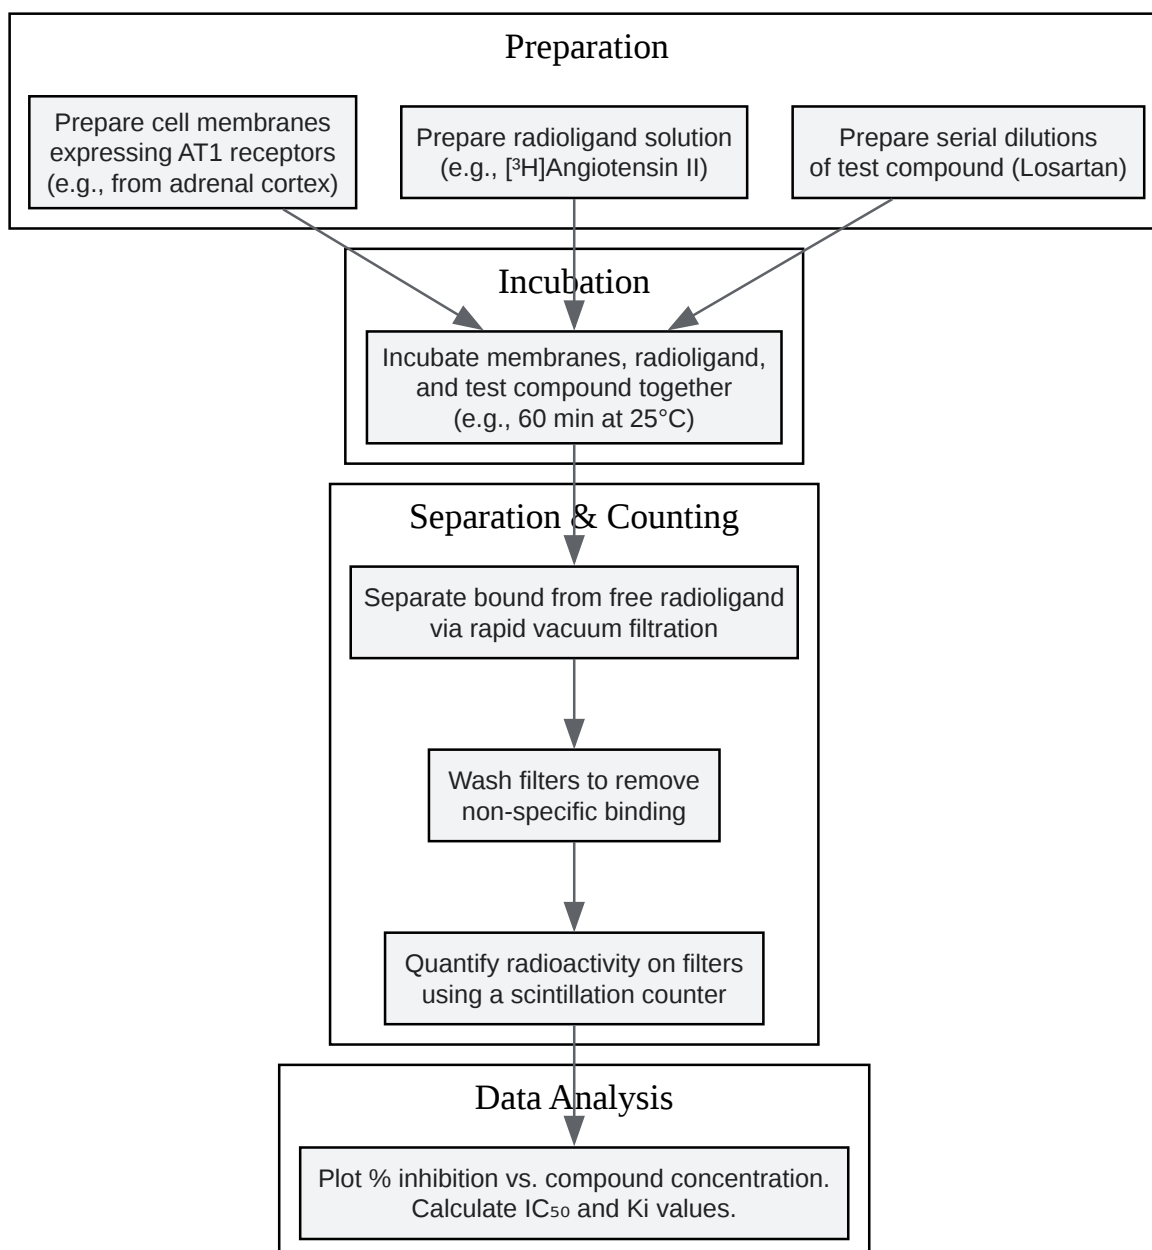 Preparation
Prepare cell membranes
expressing AT1 receptors
(e.g., from adrenal cortex)
Prepare radioligand solution
(e.g., [³H]Angiotensin II)
Prepare serial dilutions
of test compound (Losartan)
Incubation
Incubate membranes, radioligand,
and test compound together
(e.g., 60 min at 25°C)
Separation & Counting
Separate bound from free radioligand
via rapid vacuum filtration
Wash filters to remove
non-specific binding
Quantify radioactivity on filters
using a scintillation counter
Data Analysis
Plot % inhibition vs. compound concentration.
Calculate IC₅₀ and Ki values.